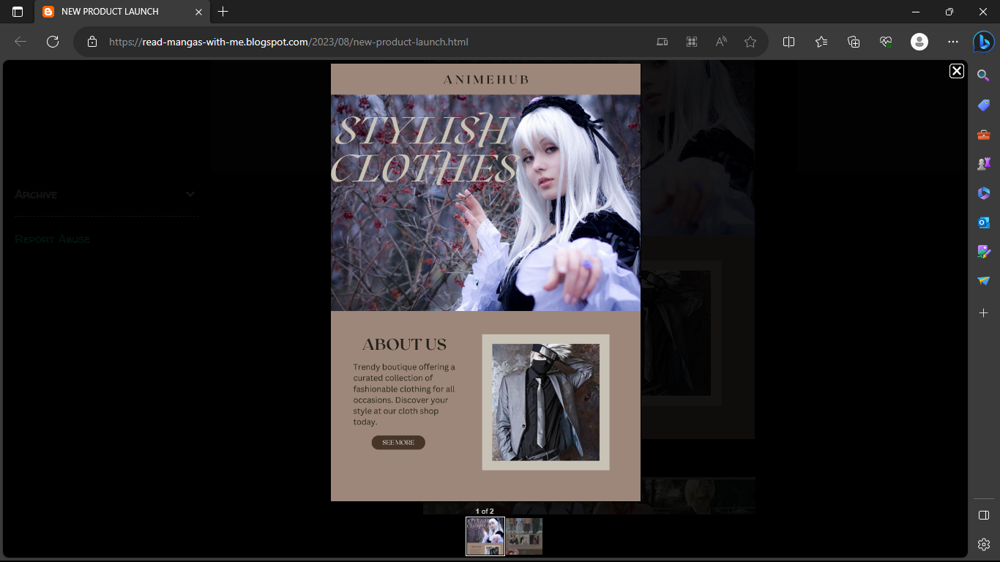 NEW PRODUCT LAUNCH
https://read-mangas-with-me.blogspot.com/2023/08/new-product-launch.html
ANIMEHUB
STYLISH
CLOTHES
ARCHIVE
REPORT ABUSE
ABOUT US
Trendy boutique offering a
curated collection of
fashionable clothing for all
occasions. Discover your
style at our cloth shop
today.
SEE MORE
1 of 2